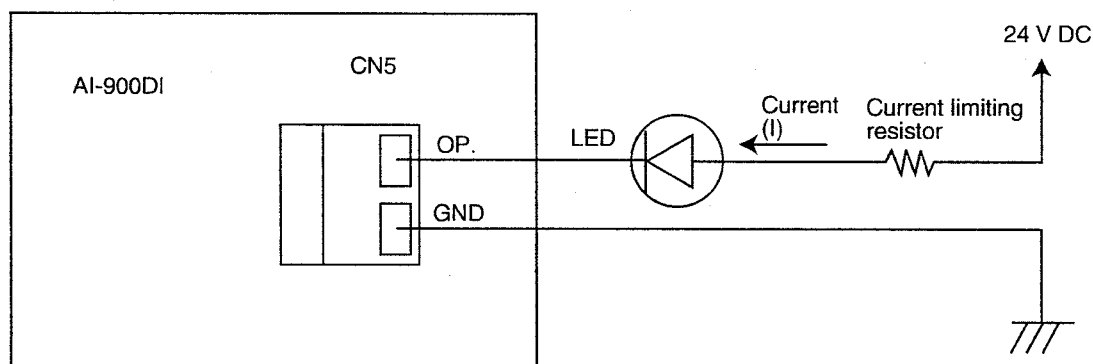 24 V DC
CN5
AI-900DI
Current
(I)
Current limiting
resistor
OP.
LED
GND